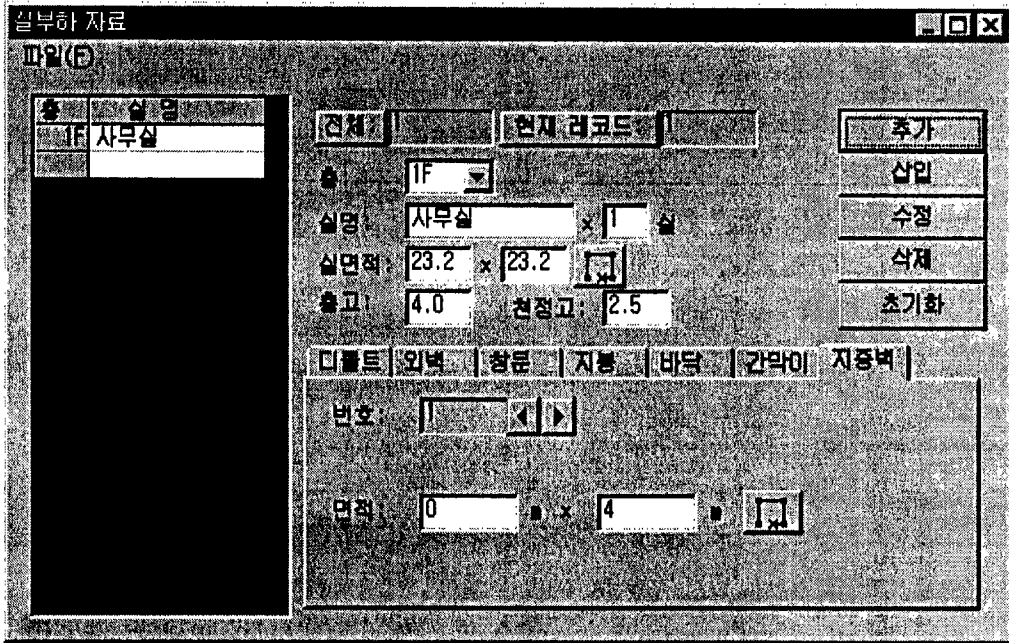 실부하 자료
파일(F)
층 실 명
1F 사무실
전체: 1 현재 레코드: 1
층 1F
실명: 사무실 x 1 실
실면적: 23.2 x 23.2
층고: 4.0 천정고: 2.5
추가
삽입
수정
삭제
초기화
디폴트 외벽 창문 지붕 바닥 간막이 지중벽
번호: 1
면적: 0 m x 4 m